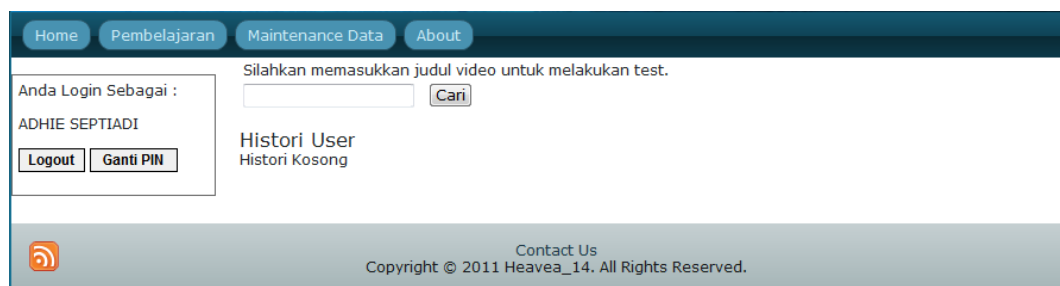 Home Pembelajaran Maintenance Data About
Anda Login Sebagai :
ADHIE SEPTIADI
Logout Ganti PIN
Silahkan memasukkan judul video untuk melakukan test.
Cari
Histori User
Histori Kosong
Contact Us
Copyright © 2011 Heavea_14. All Rights Reserved.